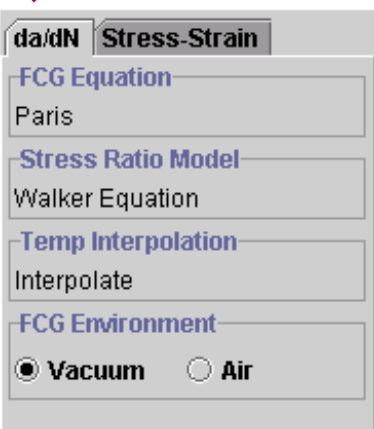 da/dN Stress-Strain
FCG Equation
Paris
Stress Ratio Model
Walker Equation
Temp Interpolation
Interpolate
FCG Environment
Vacuum Air